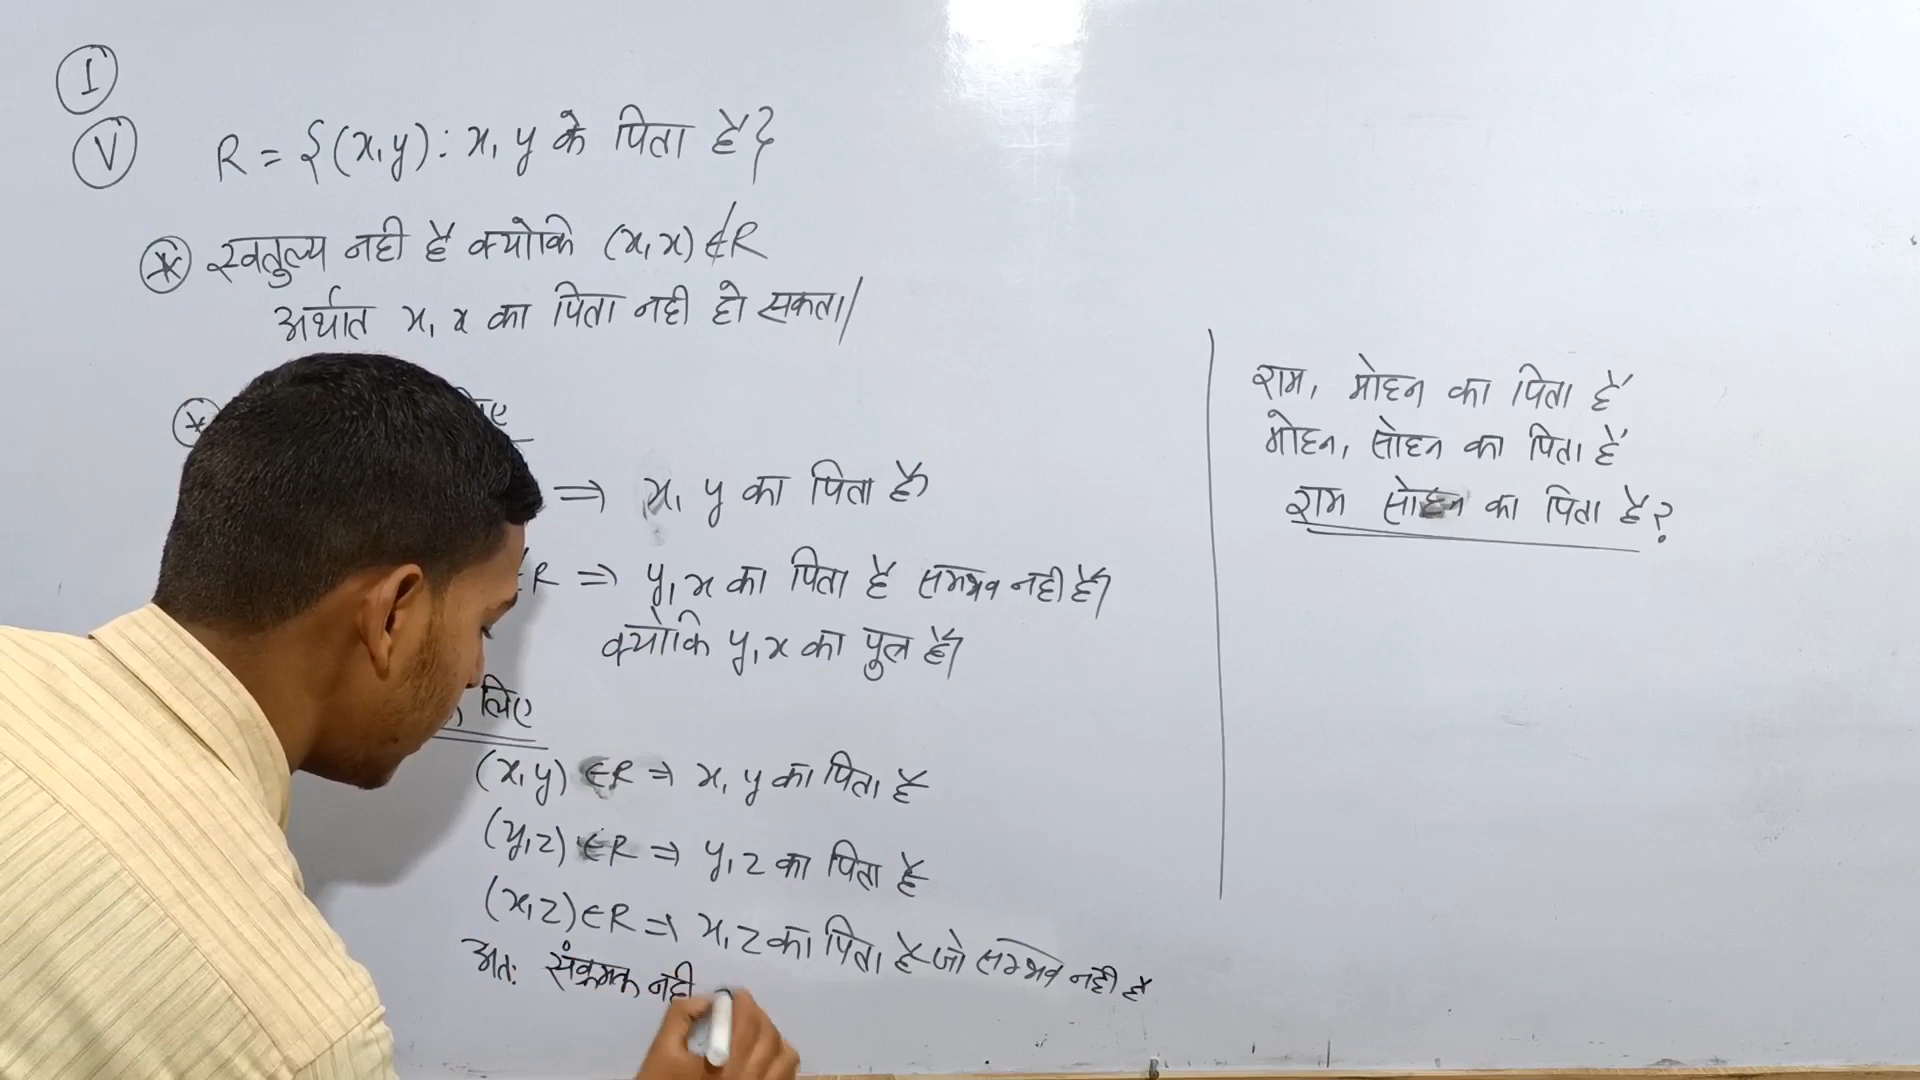 I
V
R = {(x,y) : x, y के पिता है}
* स्वतुल्य नही है क्योकि (x,x) ∉ R
अर्थात x, x का पिता नही हो सकता।
*
⇒ x, y का पिता है
R ⇒ y, x का पिता है सम्भव नही है।
क्योकि y, x का पुत्र है।
लिए
(x,y) ∈R ⇒ x, y का पिता है
(y,z) ∈R ⇒ y, z का पिता है
(x,z) ∈R ⇒ x, z का पिता है जो सम्भव नही है
अतः संक्रमक नही
राम, मोहन का पिता है
मोहन, सोहन का पिता है
राम सोहन का पिता है?